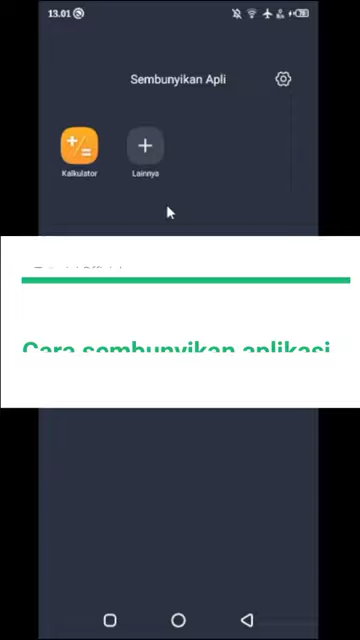 13.01
Sembunyikan Apli
Kalkulator
Lainnya
Cara sembunyikan aplikasi